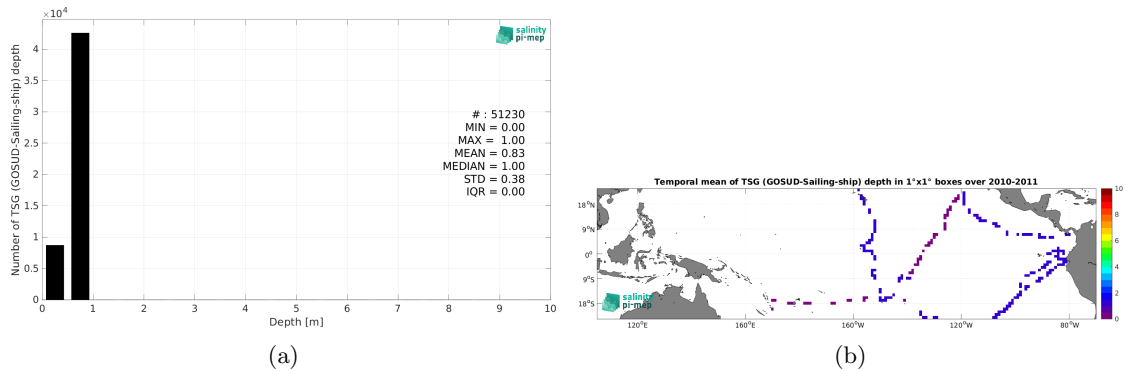 ×10⁴
4
3.5
3
2.5
2
1.5
1
0.5
0
Number of TSG (GOSUD-Sailing-ship) depth
salinity
pi-mep
# : 51230
MIN = 0.00
MAX = 1.00
MEAN = 0.83
MEDIAN = 1.00
STD = 0.38
IQR = 0.00
0 1 2 3 4 5 6 7 8 9 10
Depth [m]
(a)
Temporal mean of TSG (GOSUD-Sailing-ship) depth in 1°x1° boxes over 2010-2011
18°N
9°N
0°
9°S
18°S
salinity
pi-mep
120°E 160°E 160°W 120°W 80°W
10
8
6
4
2
0
(b)